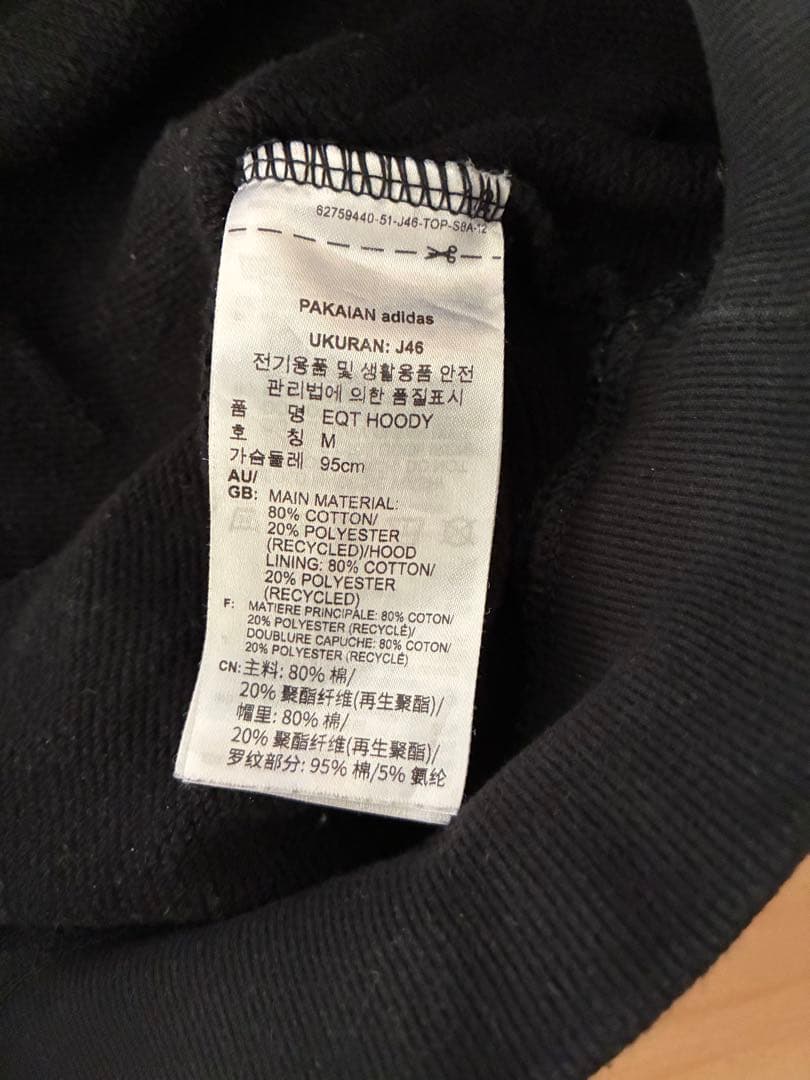 62759440-51-J46-TOP-S8A-12
PAKAIAN adidas
UKURAN: J46
전기용품 및 생활용품 안전
관리법에 의한 품질표시
품 명 EQT HOODY
호 칭 M
가슴둘레 95cm
AU/
GB: MAIN MATERIAL:
80% COTTON/
20% POLYESTER
(RECYCLED)/HOOD
LINING: 80% COTTON/
20% POLYESTER
(RECYCLED)
F: MATIERE PRINCIPALE: 80% COTON/
20% POLYESTER (RECYCLÉ)/
DOUBLURE CAPUCHE: 80% COTON/
20% POLYESTER (RECYCLÉ)
CN: 主料: 80% 棉/
20% 聚酯纤维(再生聚酯)/
帽里: 80% 棉/
20% 聚酯纤维(再生聚酯)/
罗纹部分: 95% 棉/5% 氨纶